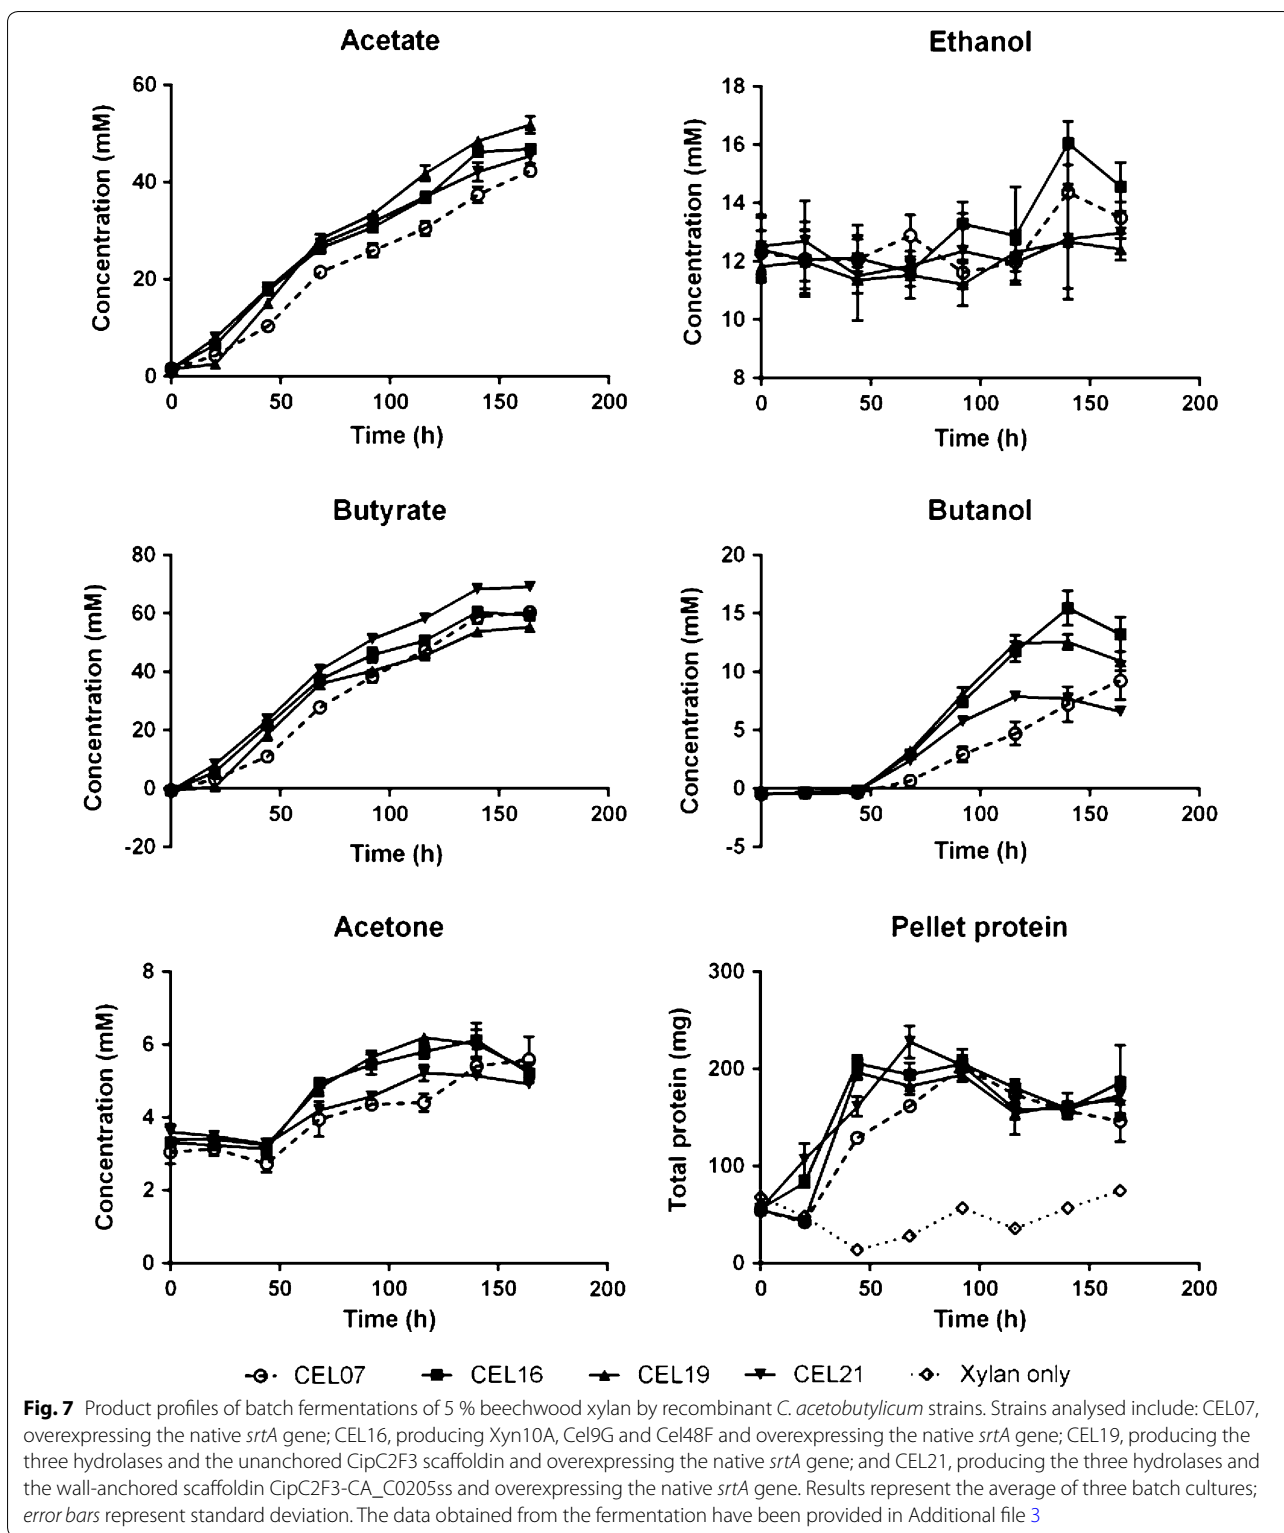 Acetate
Ethanol
Concentration (mM)
60
40
20
0
0 50 100 150 200
Time (h)
Concentration (mM)
18
16
14
12
10
8
0 50 100 150 200
Time (h)
Butyrate
Butanol
Concentration (mM)
80
60
40
20
0
-20
50 100 150 200
Time (h)
Concentration (mM)
20
15
10
5
0
-5
50 100 150 200
Time (h)
Acetone
Pellet protein
Concentration (mM)
8
6
4
2
0
0 50 100 150 200
Time (h)
Total protein (mg)
300
200
100
0
0 50 100 150 200
Time (h)
CEL07 CEL16 CEL19 CEL21 Xylan only
Fig. 7 Product profiles of batch fermentations of 5 % beechwood xylan by recombinant C. acetobutylicum strains. Strains analysed include: CEL07,
overexpressing the native srtA gene; CEL16, producing Xyn10A, Cel9G and Cel48F and overexpressing the native srtA gene; CEL19, producing the
three hydrolases and the unanchored CipC2F3 scaffoldin and overexpressing the native srtA gene; and CEL21, producing the three hydrolases and
the wall-anchored scaffoldin CipC2F3-CA_C0205ss and overexpressing the native srtA gene. Results represent the average of three batch cultures;
error bars represent standard deviation. The data obtained from the fermentation have been provided in Additional file 3